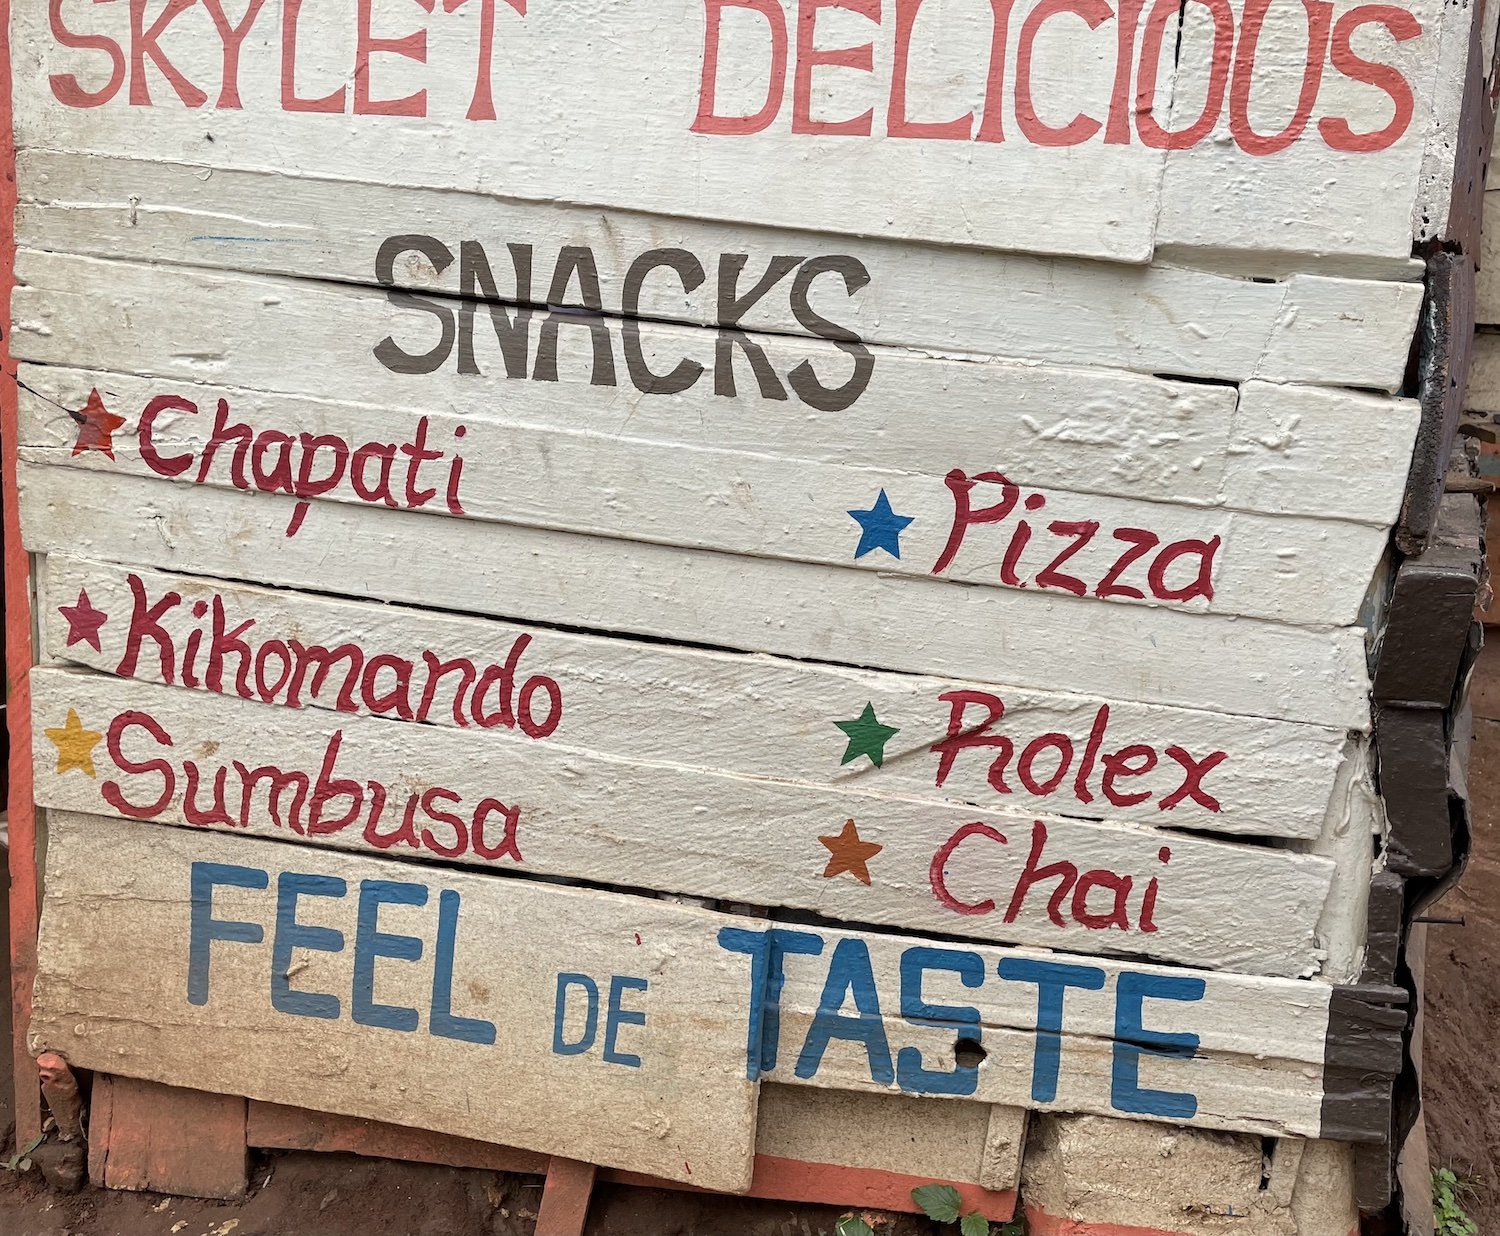 SKYLET DELICIOUS
SNACKS
Chapati
Kikomando
Sumbusa
Pizza
Rolex
Chai
FEEL DE TASTE